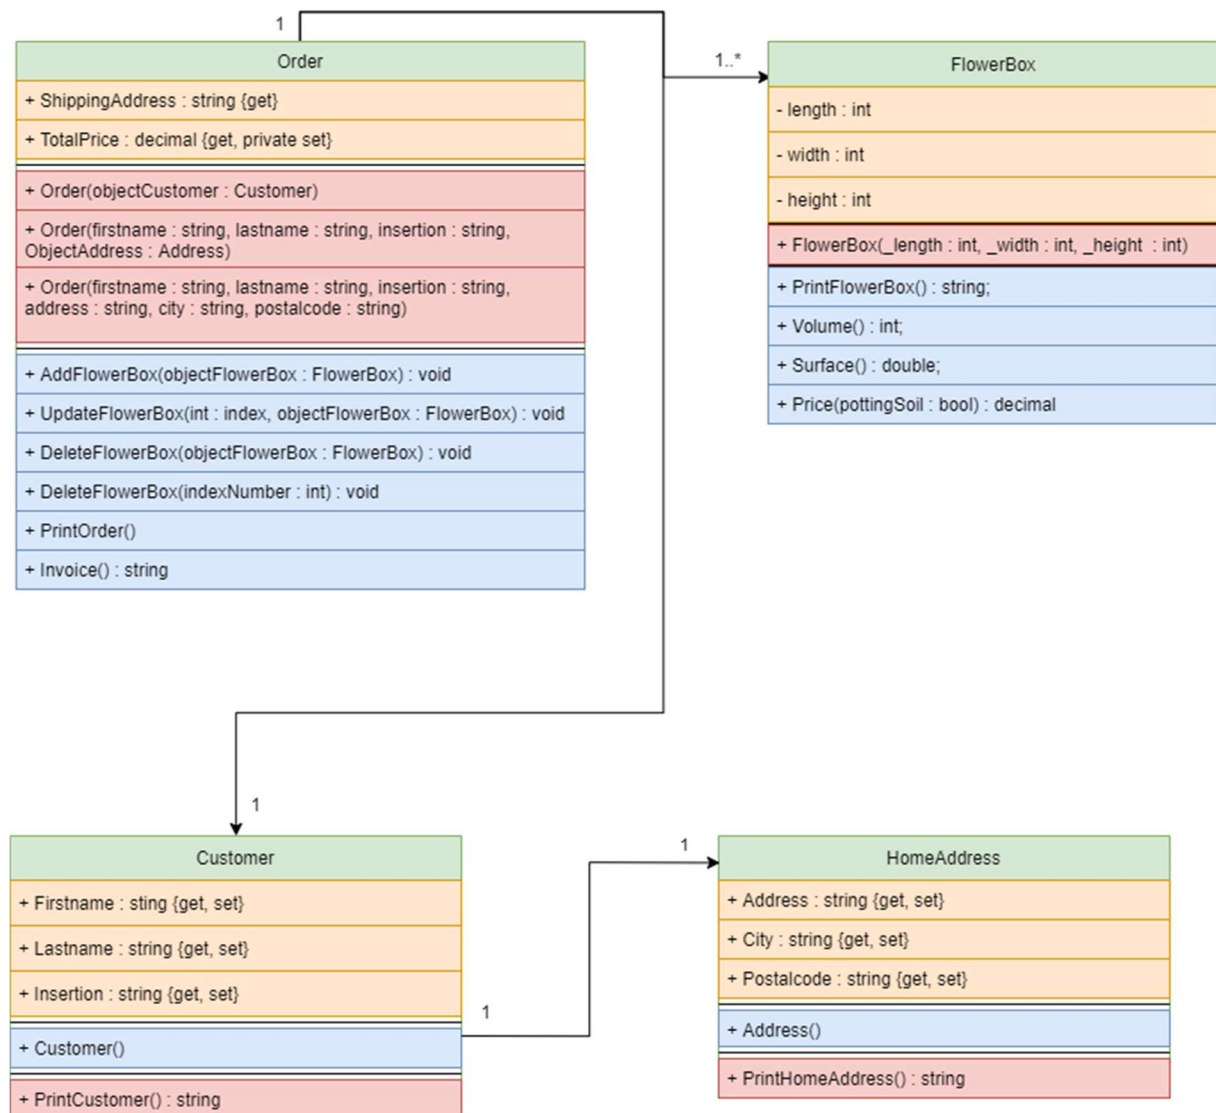 1
Order
+ ShippingAddress : string {get}
+ TotalPrice : decimal {get, private set}
+ Order(objectCustomer : Customer)
+ Order(firstname : string, lastname : string, insertion : string,
ObjectAddress : Address)
+ Order(firstname : string, lastname : string, insertion : string,
address : string, city : string, postalcode : string)
+ AddFlowerBox(objectFlowerBox : FlowerBox) : void
+ UpdateFlowerBox(int : index, objectFlowerBox : FlowerBox) : void
+ DeleteFlowerBox(objectFlowerBox : FlowerBox) : void
+ DeleteFlowerBox(indexNumber : int) : void
+ PrintOrder()
+ Invoice() : string
1..*
FlowerBox
- length : int
- width : int
- height : int
+ FlowerBox(_length : int, _width : int, _height : int)
+ PrintFlowerBox() : string;
+ Volume() : int;
+ Surface() : double;
+ Price(pottingSoil : bool) : decimal
1
Customer
+ Firstname : sting {get, set}
+ Lastname : string {get, set}
+ Insertion : string {get, set}
+ Customer()
+ PrintCustomer() : string
1
1
HomeAddress
+ Address : string {get, set}
+ City : string {get, set}
+ Postalcode : string {get, set}
+ Address()
+ PrintHomeAddress() : string